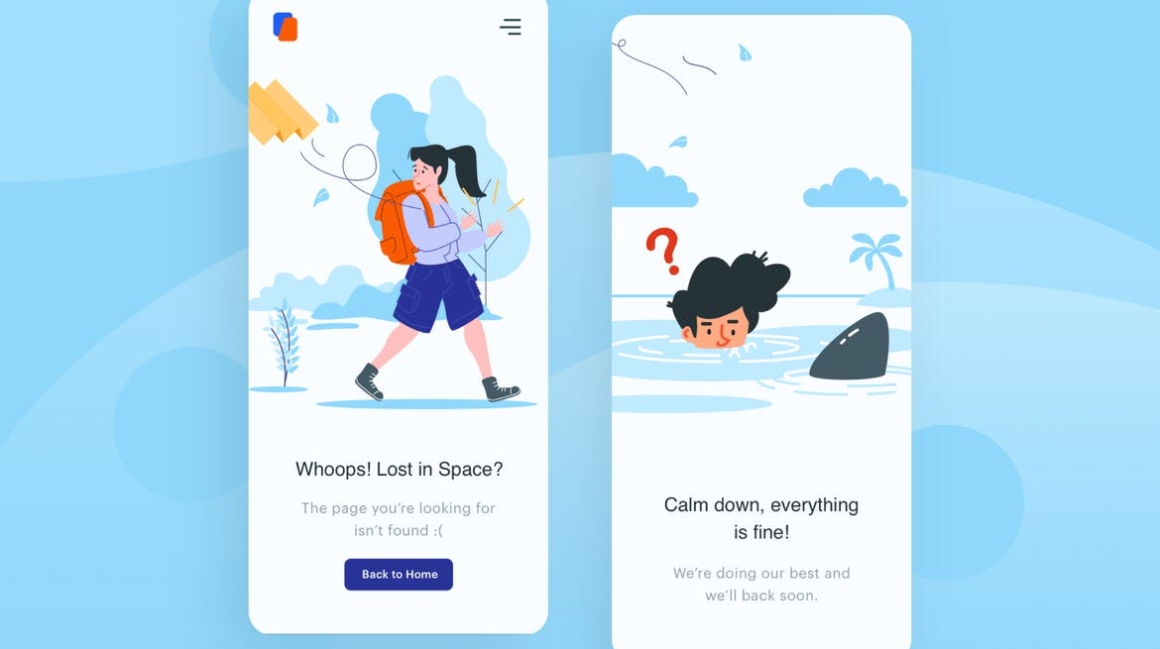 Whoops! Lost in Space?
The page you’re looking for
isn’t found :(
Back to Home
?
Calm down, everything
is fine!
We’re doing our best and
we’ll back soon.